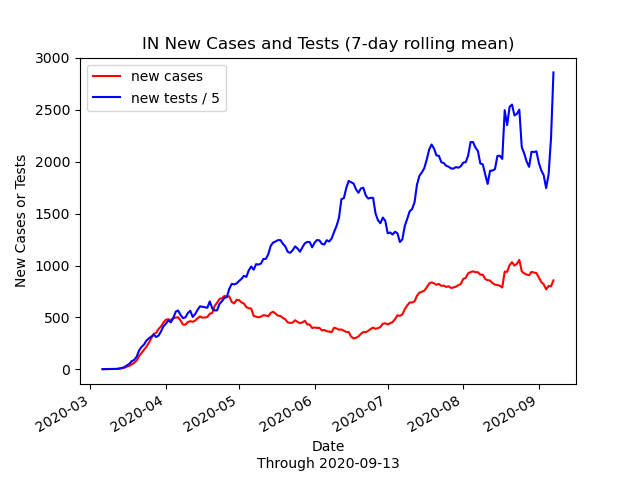 IN New Cases and Tests (7-day rolling mean)
new cases
new tests / 5
3000
2500
2000
1500
1000
500
0
New Cases or Tests
2020-03
2020-04
2020-05
2020-06
2020-07
2020-08
2020-09
Date
Through 2020-09-13